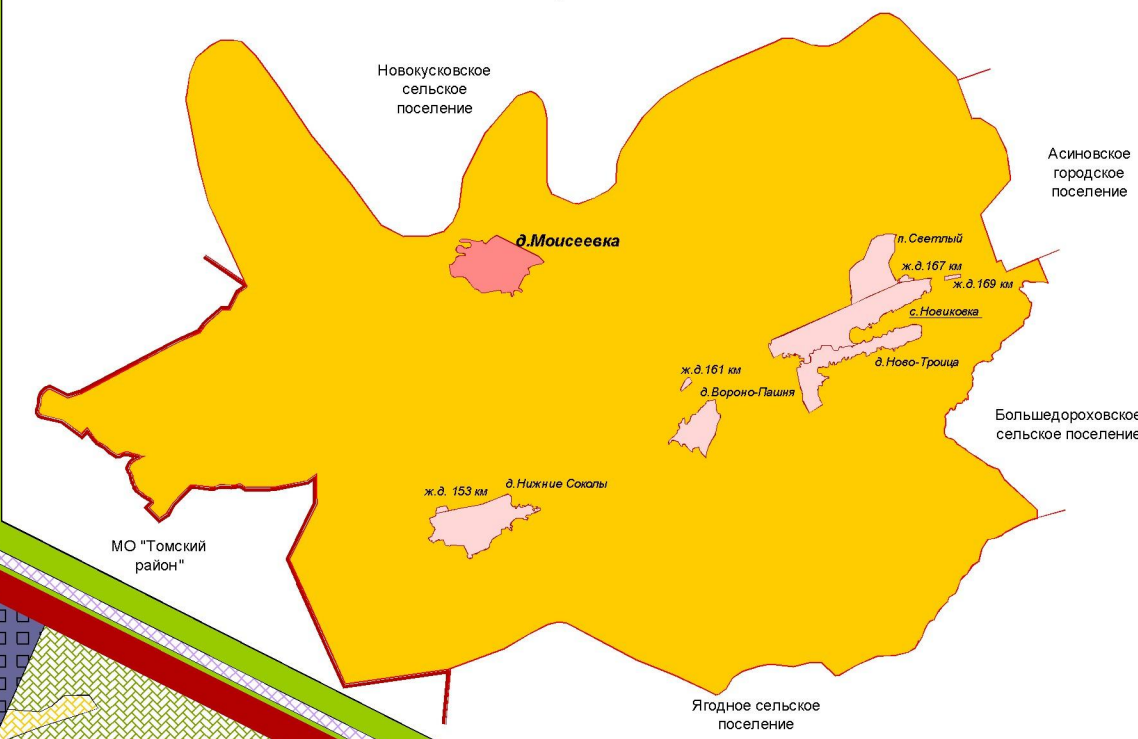 Новокусковское
сельское
поселение
Асиновское
городское
поселение
д.Моисеевка
п.Светлый
ж.д.167 км
ж.д.169 км
с.Новиковка
д.Ново-Троица
ж.д.161 км
д.Вороно-Пашня
Большедороховское
сельское поселение
ж.д. 153 км
д.Нижние Соколы
МО "Томский
район"
Ягодное сельское
поселение